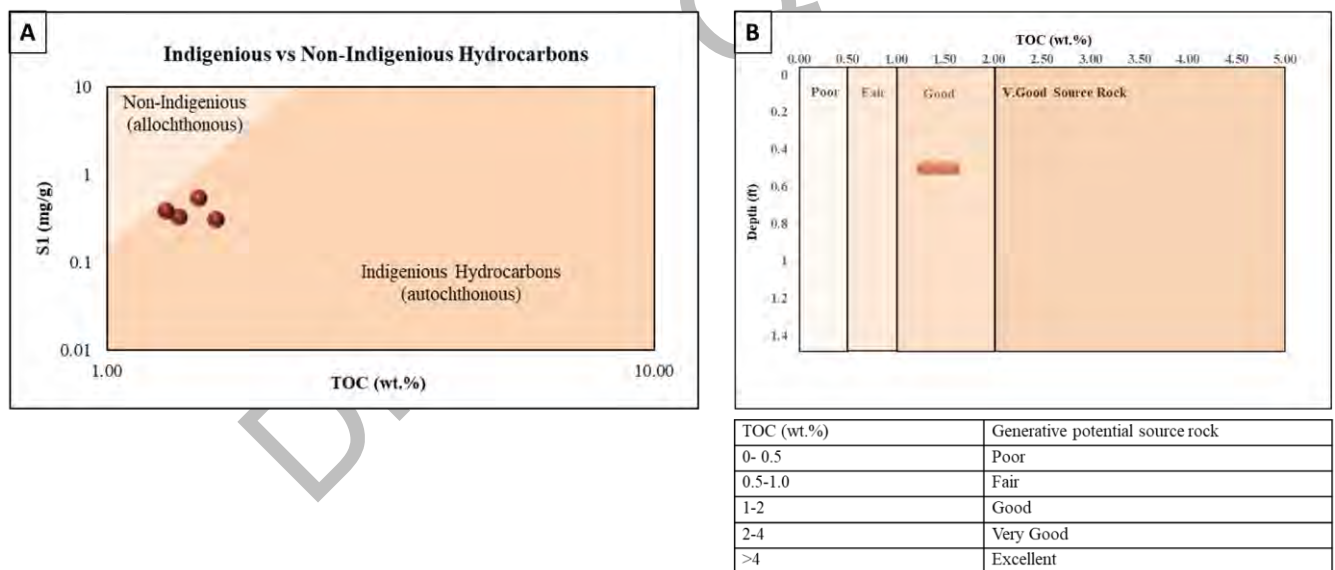 A
Indigenious vs Non-Indigenious Hydrocarbons
10
Non-Indigenious
(allochthonous)
1
S1 (mg/g)
0.1
Indigenious Hydrocarbons
(autochthonous)
0.01
1.00
10.00
TOC (wt.%)
B
TOC (wt.%)
0.00 0.50 1.00 1.50 2.00 2.50 3.00 3.50 4.00 4.50 5.00
0
Poor Fair Good V.Good Source Rock
0.2
0.4
0.6
Depth (ft)
0.8
1
1.2
1.4
TOC (wt.%) Generative potential source rock
0- 0.5 Poor
0.5-1.0 Fair
1-2 Good
2-4 Very Good
>4 Excellent